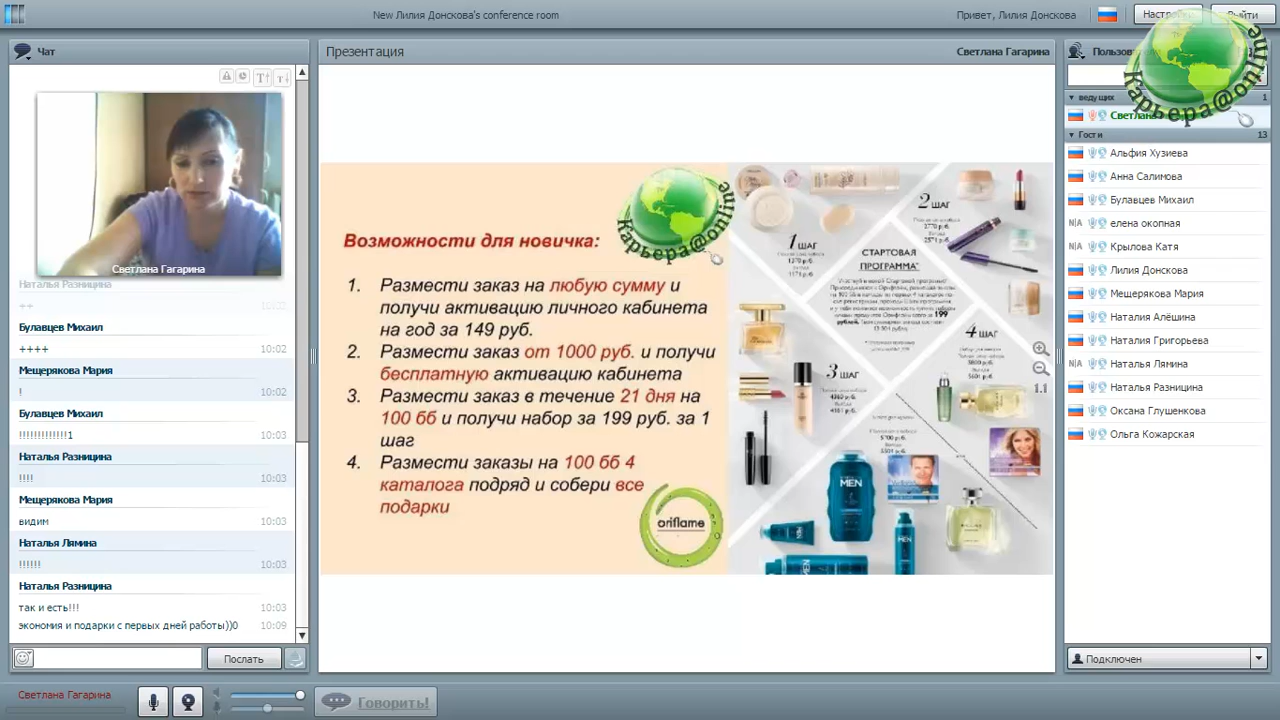 New Лилия Донскова's conference room
Привет, Лилия Донскова
Выйти
Чат
Светлана Гагарина
Наталья Разницина
++
Булавцев Михаил
++++ 10:02
Мещерякова Мария
! 10:02
Булавцев Михаил
!!!!!!!!!!!!!1 10:03
Наталья Разницина
!!!! 10:03
Мещерякова Мария
видим 10:03
Наталья Лямина
!!!!!! 10:03
Наталья Разницина
так и есть!!! 10:03
экономия и подарки с первых дней работы))0 10:09
Послать
Светлана Гагарина
Говорить!
Презентация
Светлана Гагарина
Карьера@online
Возможности для новичка:
1. Размести заказ на любую сумму и
получи активацию личного кабинета
на год за 149 руб.
2. Размести заказ от 1000 руб. и получи
бесплатную активацию кабинета
3. Размести заказ в течение 21 дня на
100 бб и получи набор за 199 руб. за 1
шаг
4. Размести заказы на 100 бб 4
каталога подряд и собери все
подарки
oriflame
1 ШАГ
2 ШАГ
СТАРТОВАЯ
ПРОГРАММА*
199
3 ШАГ
4 ШАГ
MEN
MEN
1:1
Карьера@online
ведущих 1
Гости 13
Альфия Хузиева
Анна Салимова
Булавцев Михаил
N/A елена окопная
N/A Крылова Катя
Лилия Донскова
Мещерякова Мария
Наталия Алёшина
Наталия Григорьева
N/A Наталья Лямина
Наталья Разницина
Оксана Глушенкова
Ольга Кожарская
Подключен